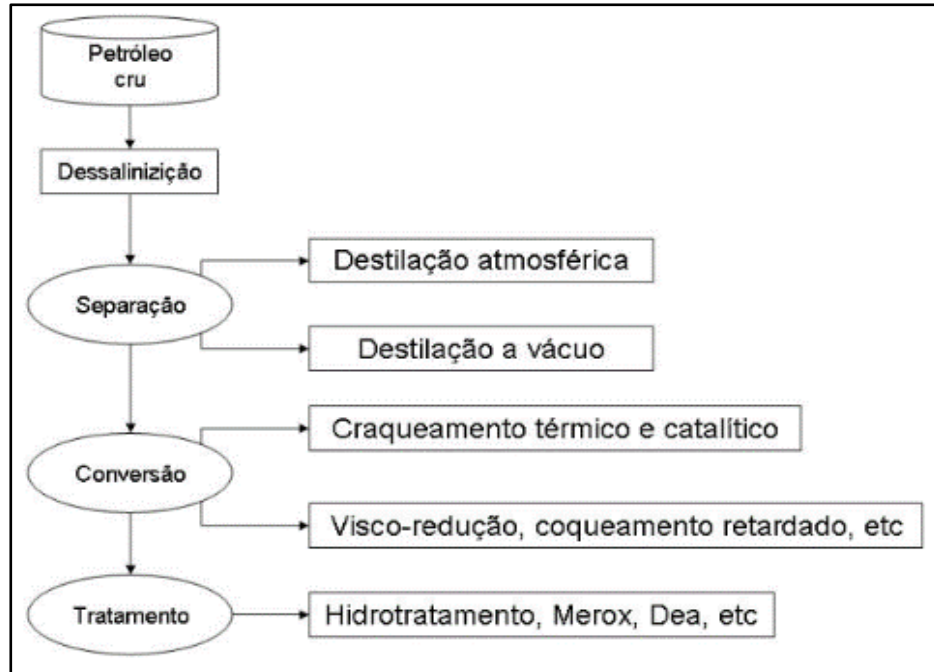 Petróleo
cru
Dessalinizição
Separação
Destilação atmosférica
Destilação a vácuo
Conversão
Craqueamento térmico e catalítico
Visco-redução, coqueamento retardado, etc
Tratamento
Hidrotratamento, Merox, Dea, etc